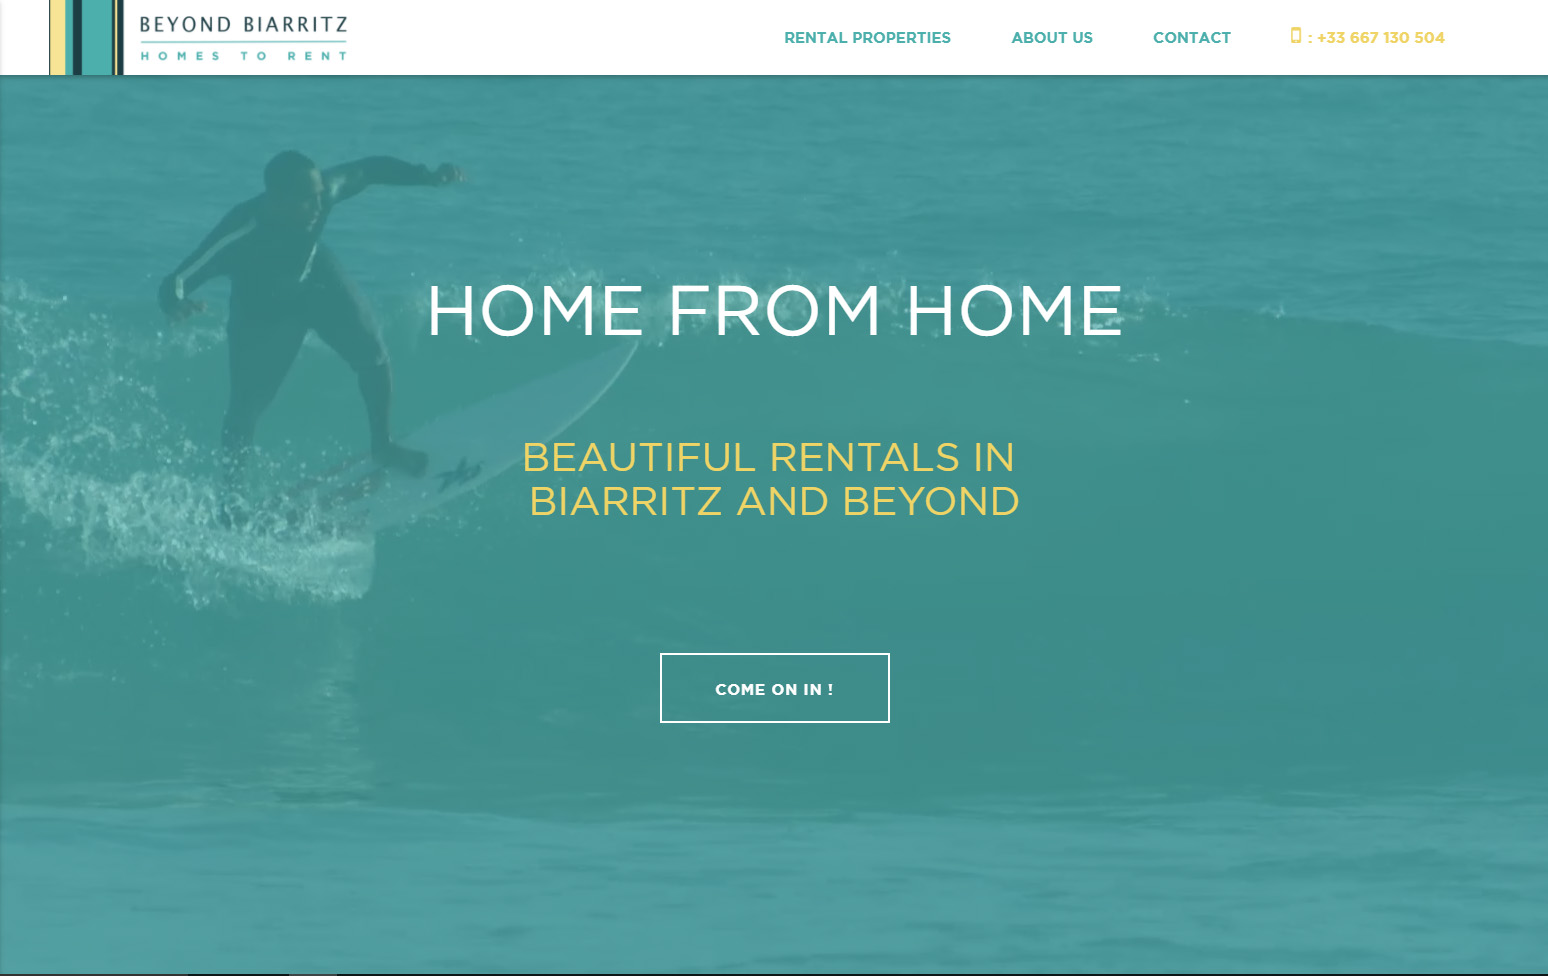 BEYOND BIARRITZ
HOMES TO RENT
RENTAL PROPERTIES
ABOUT US
CONTACT
: +33 667 130 504
HOME FROM HOME
BEAUTIFUL RENTALS IN
BIARRITZ AND BEYOND
COME ON IN !